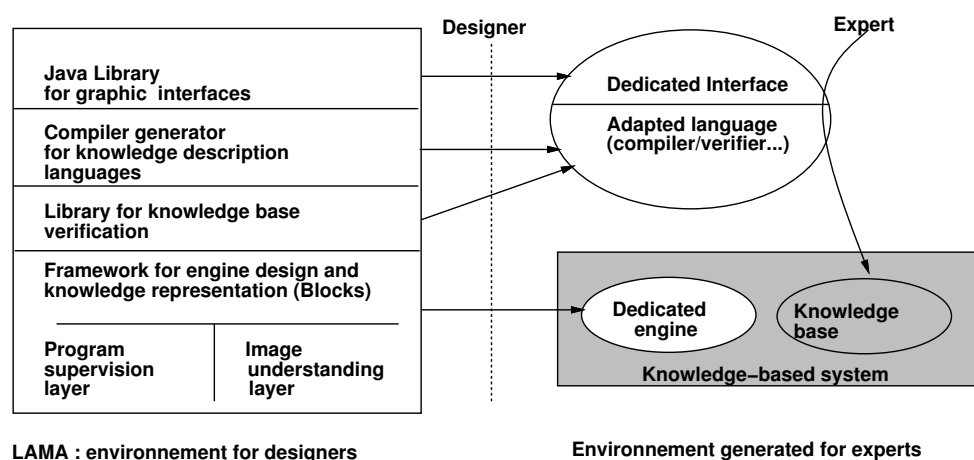 Designer
Expert
Java Library
for graphic interfaces
Compiler generator
for knowledge description
languages
Library for knowledge base
verification
Framework for engine design and
knowledge representation (Blocks)
Program
supervision
layer
Image
understanding
layer
Dedicated Interface
Adapted language
(compiler/verifier...)
Dedicated
engine
Knowledge
base
Knowledge−based system
LAMA : environnement for designers
Environnement generated for experts